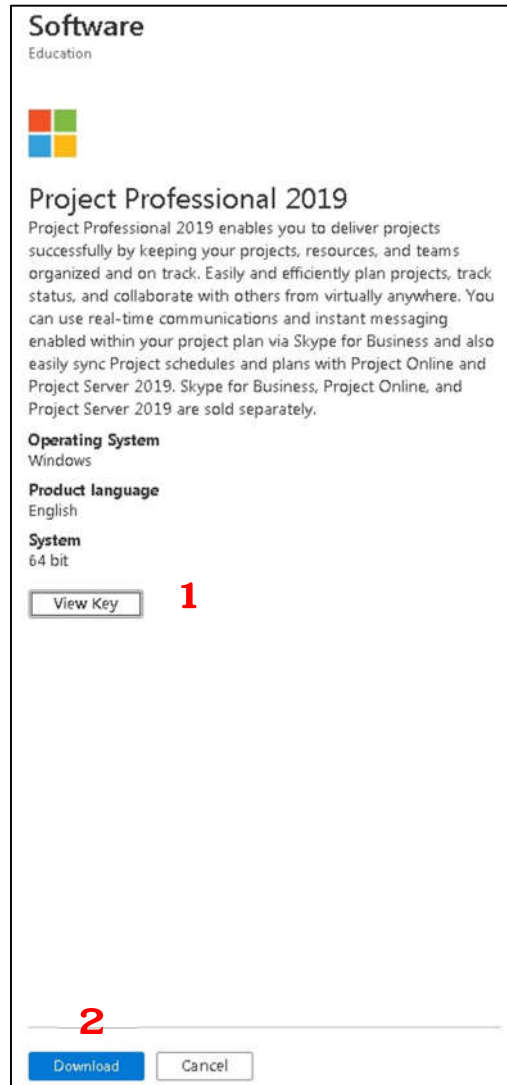 Software
Education
Project Professional 2019
Project Professional 2019 enables you to deliver projects
successfully by keeping your projects, resources, and teams
organized and on track. Easily and efficiently plan projects, track
status, and collaborate with others from virtually anywhere. You
can use real-time communications and instant messaging
enabled within your project plan via Skype for Business and also
easily sync Project schedules and plans with Project Online and
Project Server 2019. Skype for Business, Project Online, and
Project Server 2019 are sold separately.
Operating System
Windows
Product language
English
System
64 bit
View Key 1
2
Download Cancel